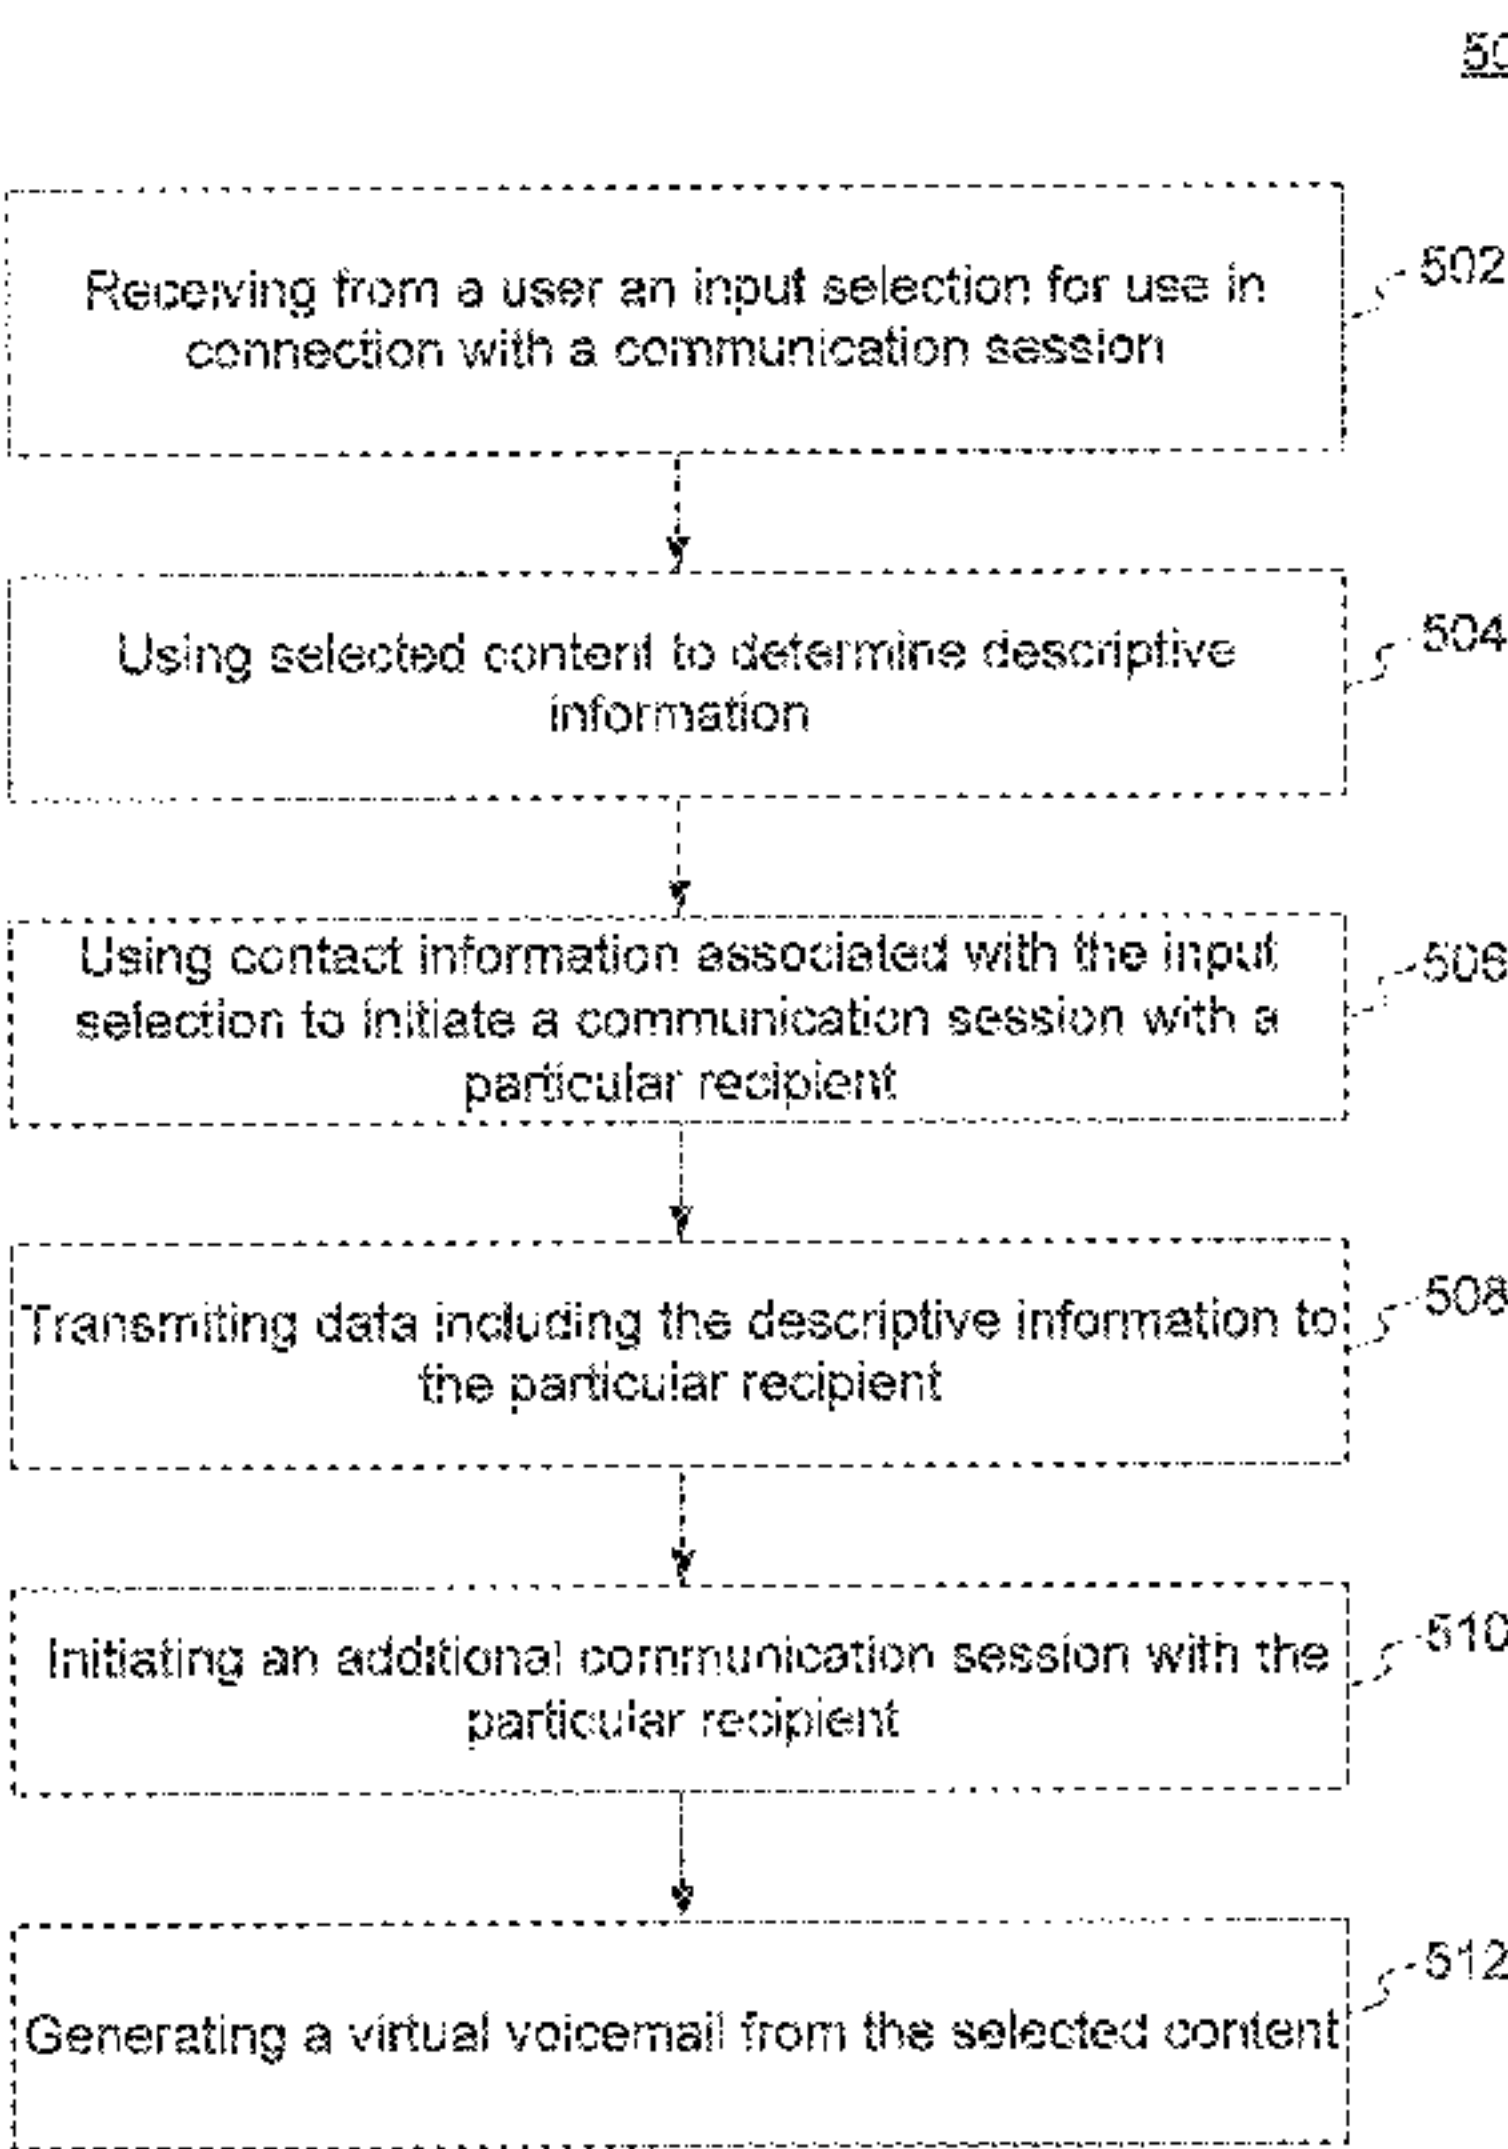 50
Receiving from a user an input selection for use in
connection with a communication session
502
Using selected content to determine descriptive
information
504
Using contact information associated with the input
selection to initiate a communication session with a
particular recipient
506
Transmiting data including the descriptive information to
the particular recipient
508
Initiating an additional communication session with the
particular recipient
510
Generating a virtual voicemail from the selected content
512